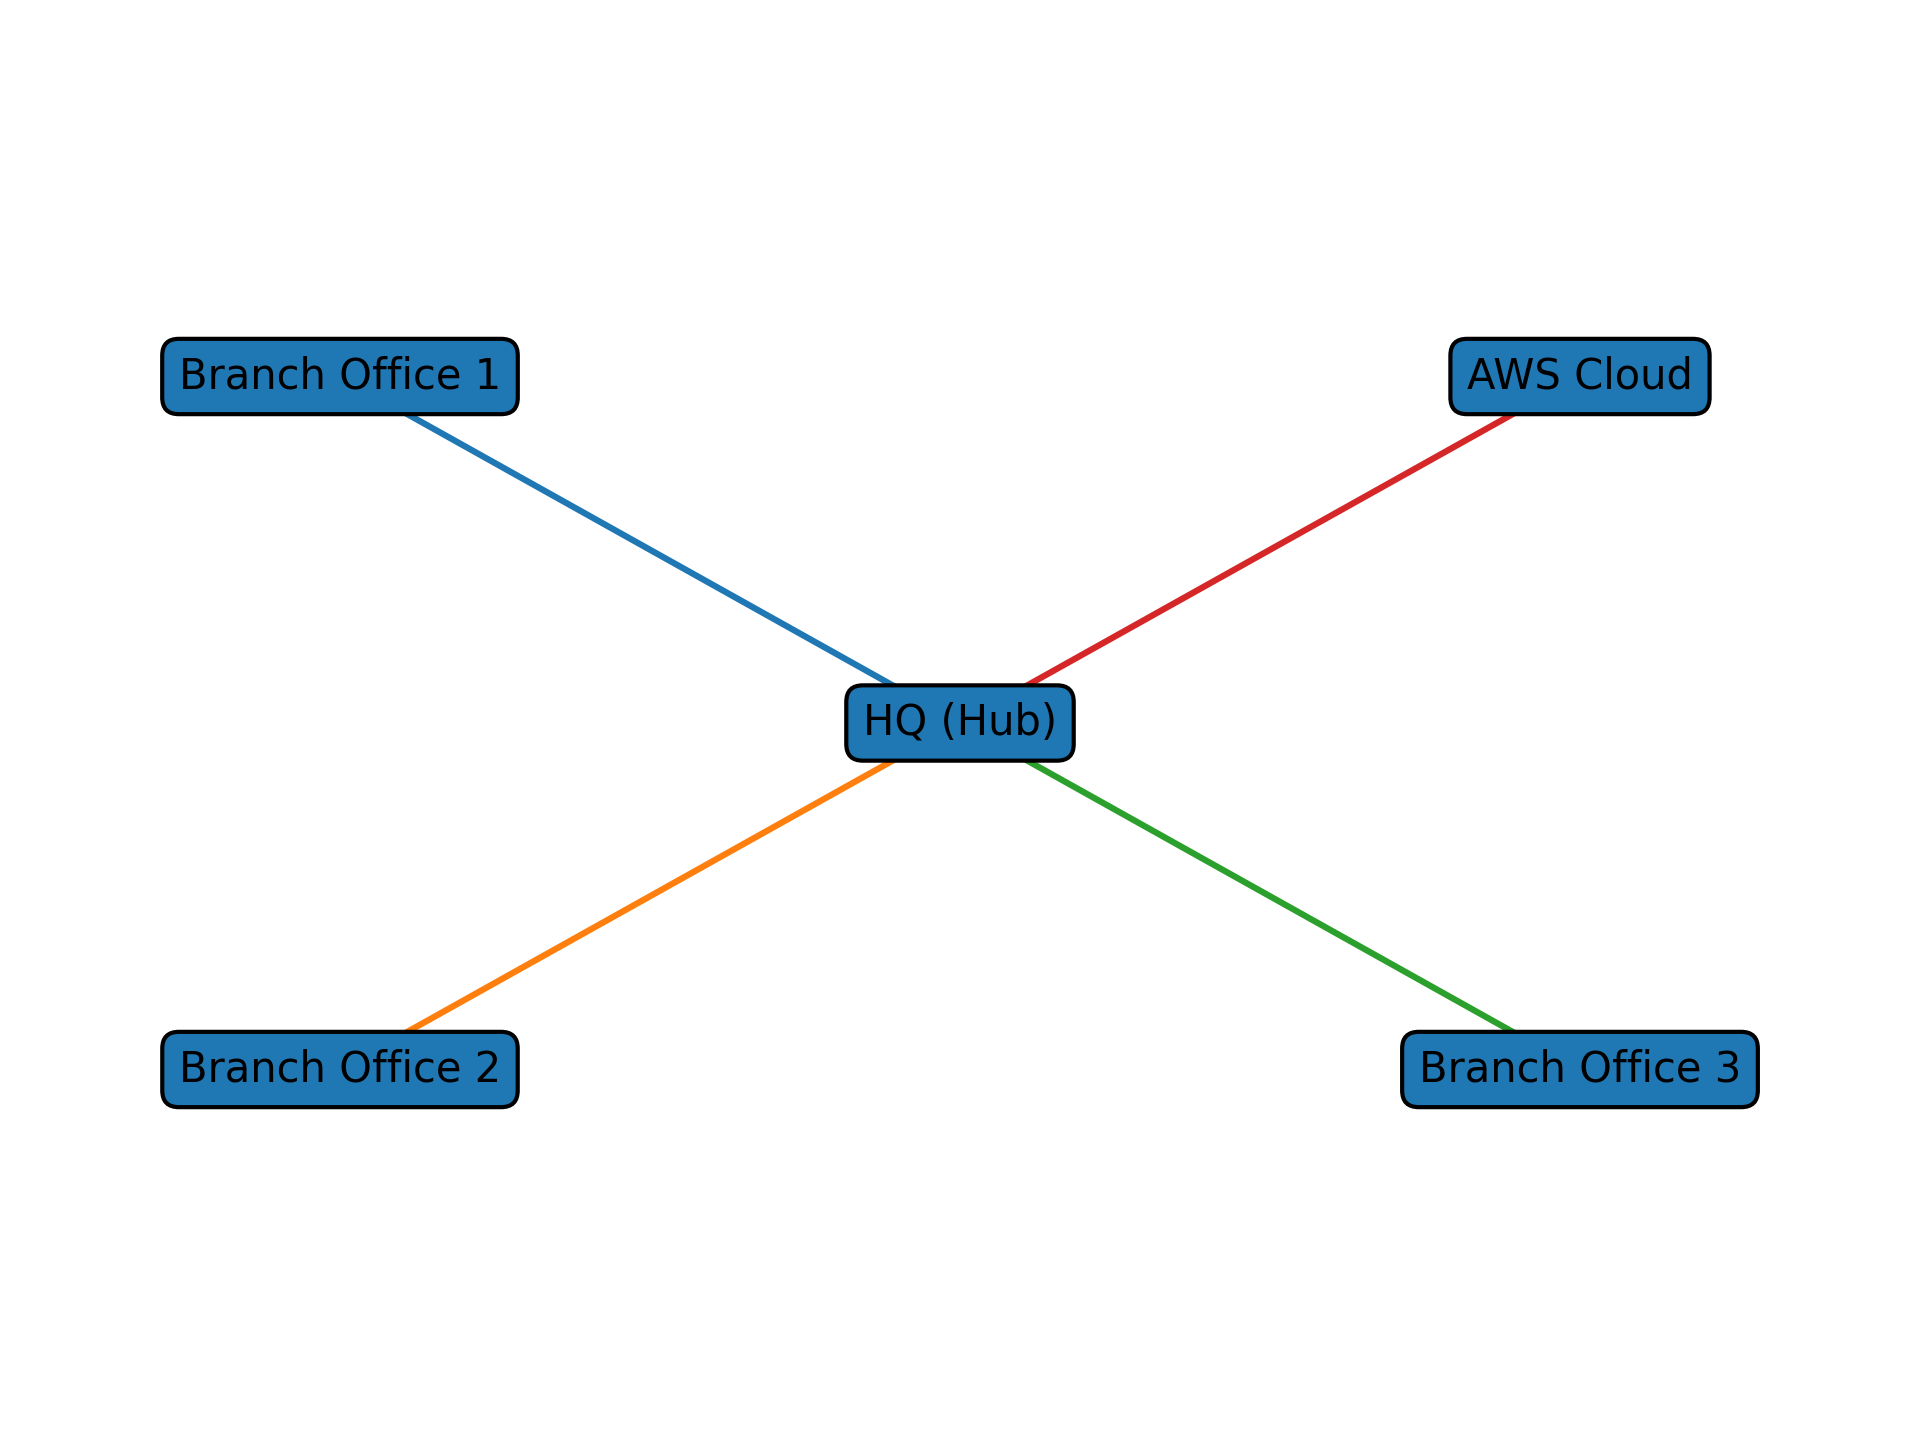 Branch Office 1
AWS Cloud
HQ (Hub)
Branch Office 2
Branch Office 3